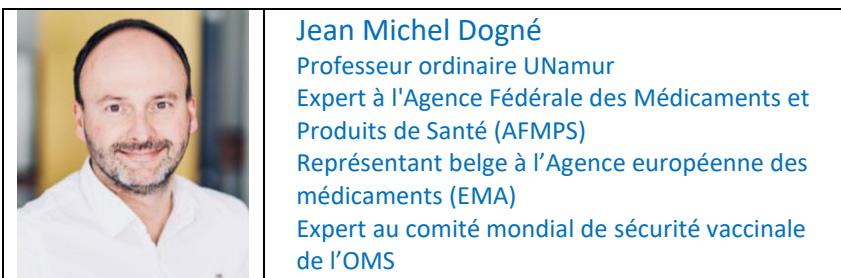 Jean Michel Dogné
Professeur ordinaire UNamur
Expert à l'Agence Fédérale des Médicaments et
Produits de Santé (AFMPS)
Représentant belge à l’Agence européenne des
médicaments (EMA)
Expert au comité mondial de sécurité vaccinale
de l’OMS